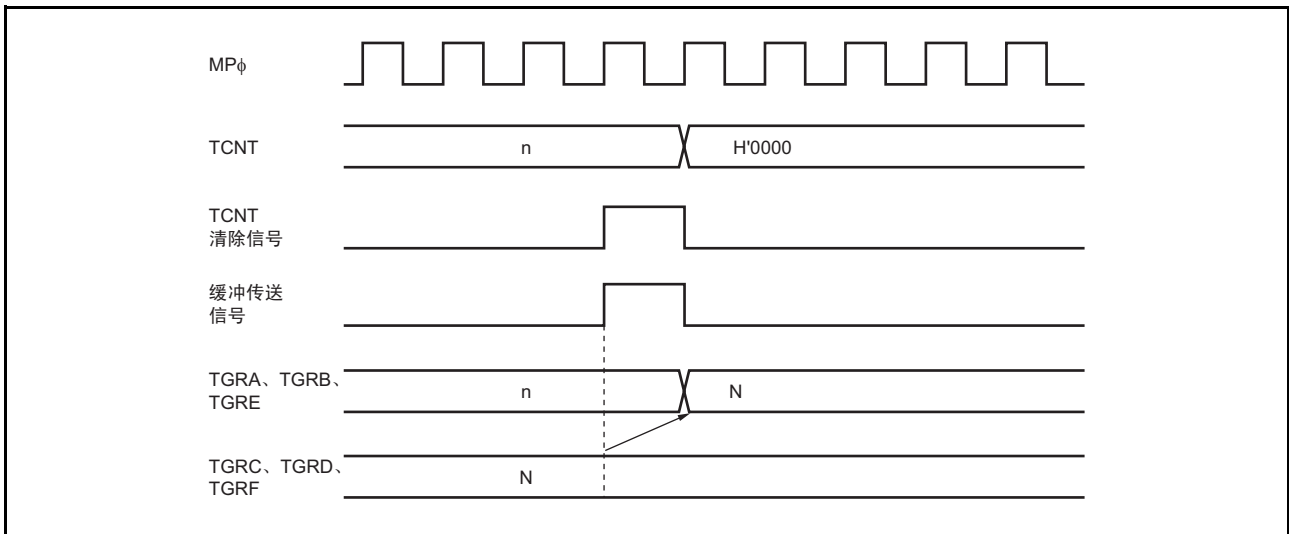 MPϕ
TCNT
n
H'0000
TCNT
清除信号
缓冲传送
信号
TGRA、TGRB、
TGRE
n
N
TGRC、TGRD、
TGRF
N